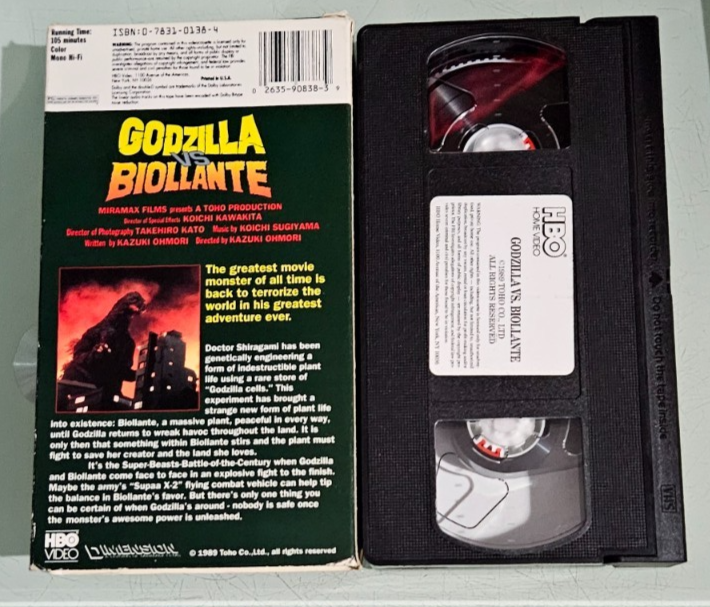 Running Time:
105 minutes
Color
Mono Hi-Fi
ISBN:0-7831-0138-4
Printed in U.S.A.
0 2635-90838-3 9
GODZILLA
VS
BIOLLANTE
MIRAMAX FILMS presents A TOHO PRODUCTION
Director of Special Effects KOICHI KAWAKITA
Director of Photography TAKEHIRO KATO Music by KOICHI SUGIYAMA
Written by KAZUKI OHMORI Directed by KAZUKI OHMORI
The greatest movie
monster of all time is
back to terrorize the
world in his greatest
adventure ever.
Doctor Shiragami has been
genetically engineering a
form of indestructible plant
life using a rare store of
"Godzilla cells." This
experiment has brought a
strange new form of plant life
into existence: Biollante, a massive plant, peaceful in every way,
until Godzilla returns to wreak havoc throughout the land. It is
only then that something within Biollante stirs and the plant must
fight to save her creator and the land she loves.
It's the Super-Beasts-Battle-of-the-Century when Godzilla
and Biollante come face to face in an explosive fight to the finish.
Maybe the army's "Supaa X-2" flying combat vehicle can help tip
the balance in Biollante's favor. But there's only one thing you
can be certain of when Godzilla's around - nobody is safe once
the monster's awesome power is unleashed.
HBO
VIDEO
DIMENSION
© 1989 Toho Co.,Ltd., all rights reserved
HBO
HOME VIDEO
GODZILLA VS. BIOLLANTE
©1989 TOHO CO., LTD
ALL RIGHTS RESERVED
Do not touch the tape inside
VHS